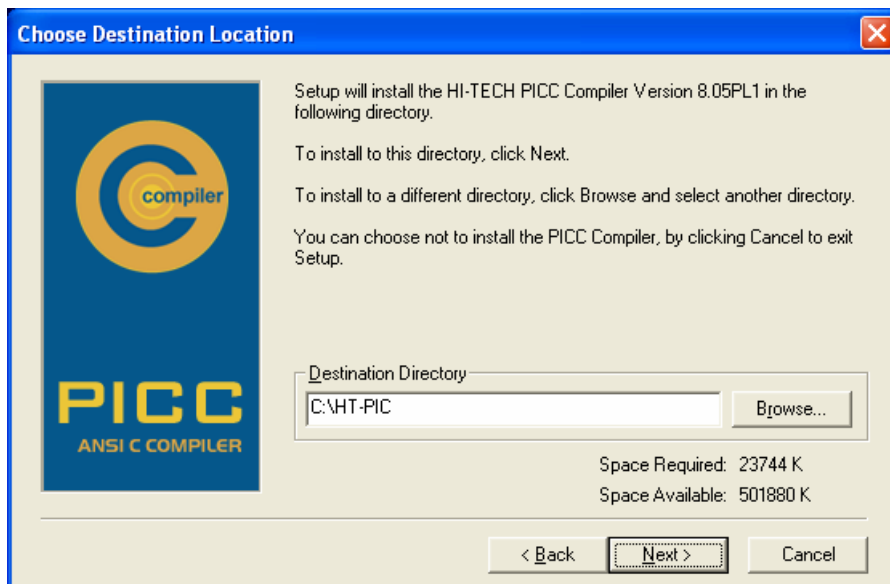 Choose Destination Location
Setup will install the HI-TECH PICC Compiler Version 8.05PL1 in the
following directory.
To install to this directory, click Next.
To install to a different directory, click Browse and select another directory.
You can choose not to install the PICC Compiler, by clicking Cancel to exit
Setup.
compiler
PICC
ANSI C COMPILER
Destination Directory
C:\HT-PIC
Browse...
Space Required: 23744 K
Space Available: 501880 K
< Back
Next >
Cancel